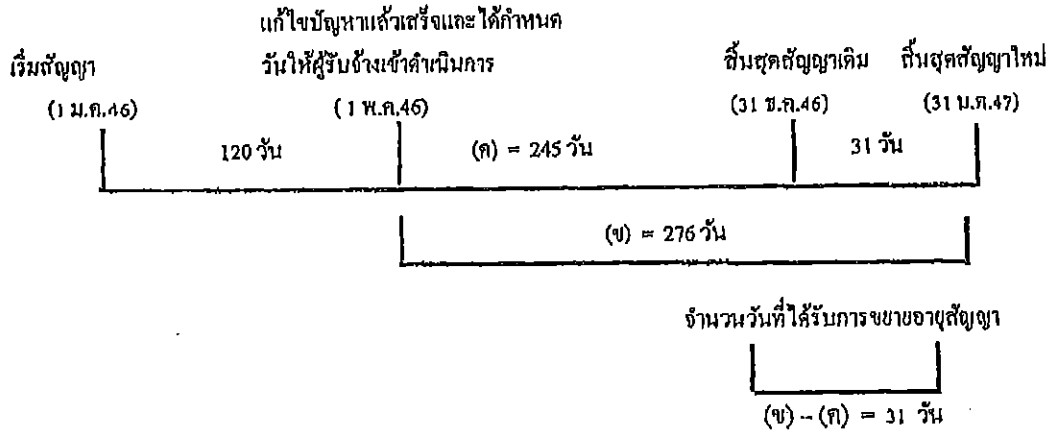 แก้ไขปัญหาแล้วเสร็จและได้กำหนด
เริ่มสัญญา วันให้ผู้รับจ้างเข้าดำเนินการ สิ้นสุดสัญญาเดิม สิ้นสุดสัญญาใหม่
(1 ม.ค.46) (1 พ.ค.46) (31 ธ.ค.46) (31 ม.ค.47)
120 วัน (ค) = 245 วัน 31 วัน
(ข) = 276 วัน
จำนวนวันที่ได้รับการขยายอายุสัญญา
(ข) - (ค) = 31 วัน